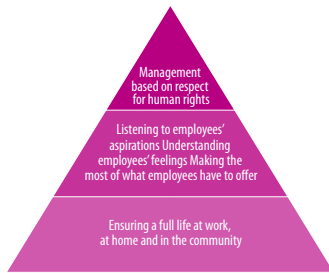 Management
based on respect
for human rights
Listening to employees’
aspirations Understanding
employees’ feelings Making the
most of what employees have to offer
Ensuring a full life at work,
at home and in the community